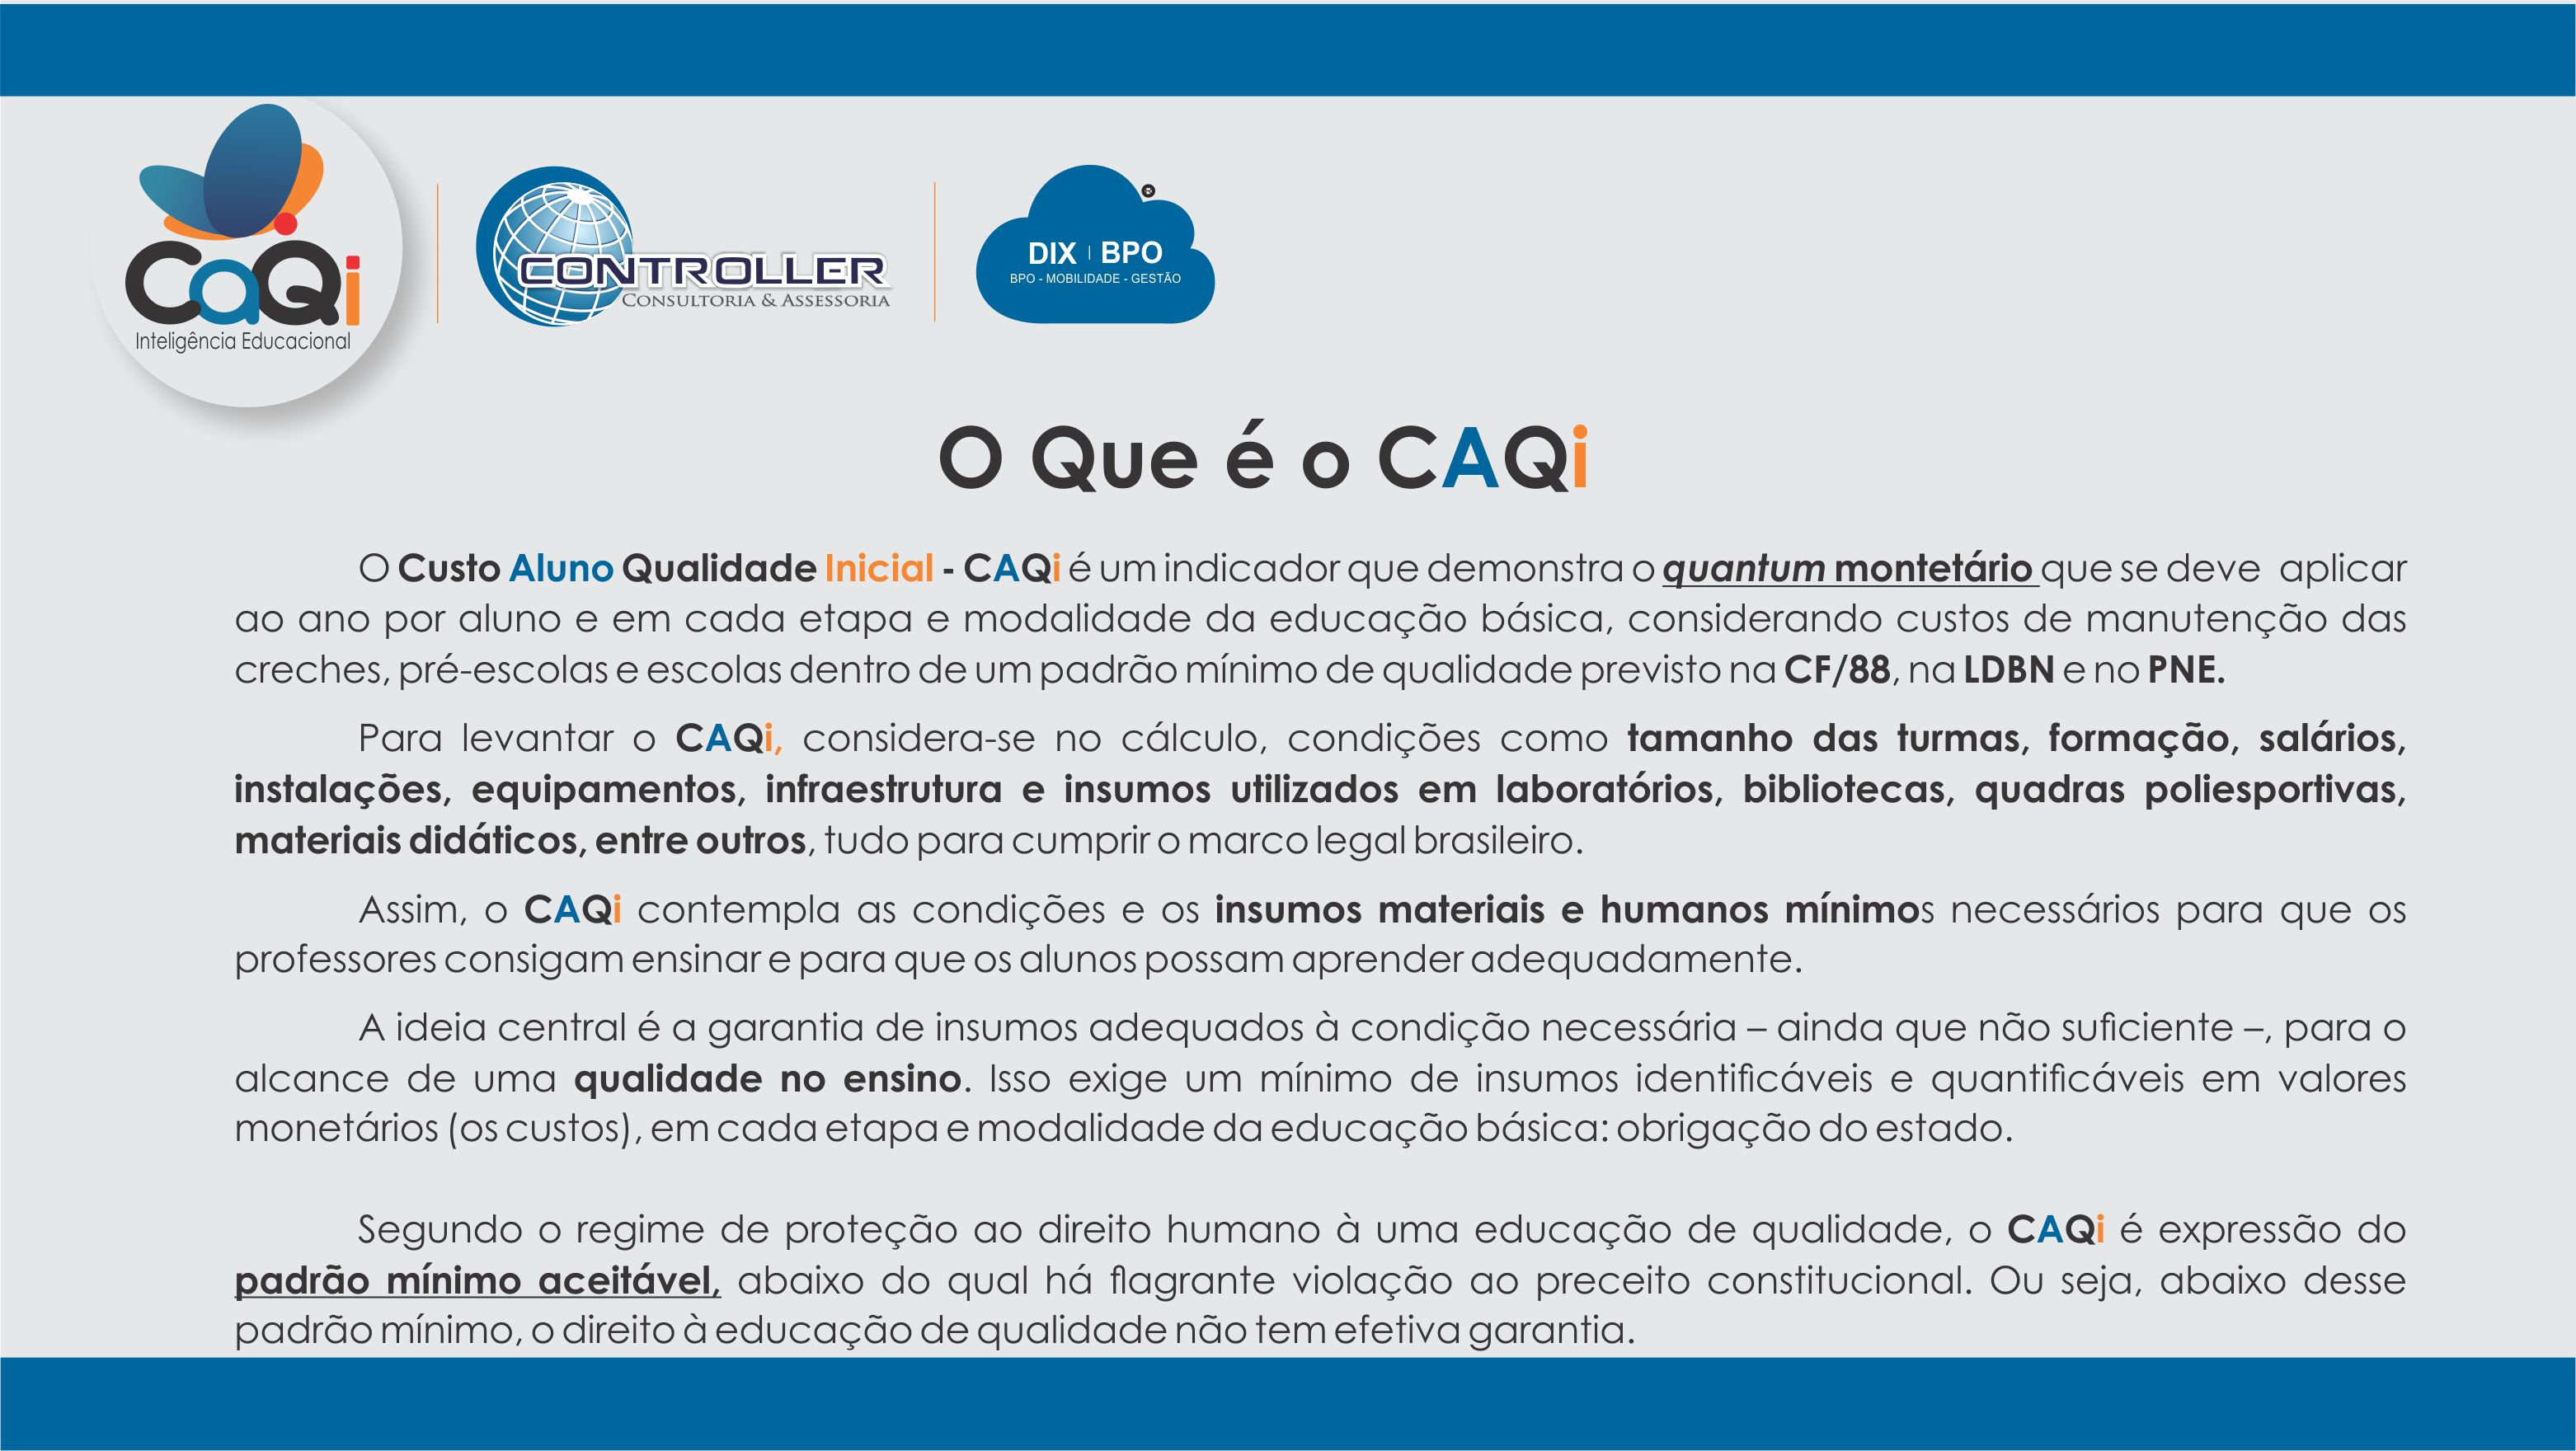 CaQi
Inteligência Educacional
CONTROLLER
CONSULTORIA & ASSESSORIA
®
DIX | BPO
BPO - MOBILIDADE - GESTÃO
O Que é o CAQi
O Custo Aluno Qualidade Inicial - CAQi é um indicador que demonstra o quantum montetário que se deve aplicar
ao ano por aluno e em cada etapa e modalidade da educação básica, considerando custos de manutenção das
creches, pré-escolas e escolas dentro de um padrão mínimo de qualidade previsto na CF/88, na LDBN e no PNE.
Para levantar o CAQi, considera-se no cálculo, condições como tamanho das turmas, formação, salários,
instalações, equipamentos, infraestrutura e insumos utilizados em laboratórios, bibliotecas, quadras poliesportivas,
materiais didáticos, entre outros, tudo para cumprir o marco legal brasileiro.
Assim, o CAQi contempla as condições e os insumos materiais e humanos mínimos necessários para que os
professores consigam ensinar e para que os alunos possam aprender adequadamente.
A ideia central é a garantia de insumos adequados à condição necessária – ainda que não suficiente –, para o
alcance de uma qualidade no ensino. Isso exige um mínimo de insumos identificáveis e quantificáveis em valores
monetários (os custos), em cada etapa e modalidade da educação básica: obrigação do estado.
Segundo o regime de proteção ao direito humano à uma educação de qualidade, o CAQi é expressão do
padrão mínimo aceitável, abaixo do qual há flagrante violação ao preceito constitucional. Ou seja, abaixo desse
padrão mínimo, o direito à educação de qualidade não tem efetiva garantia.